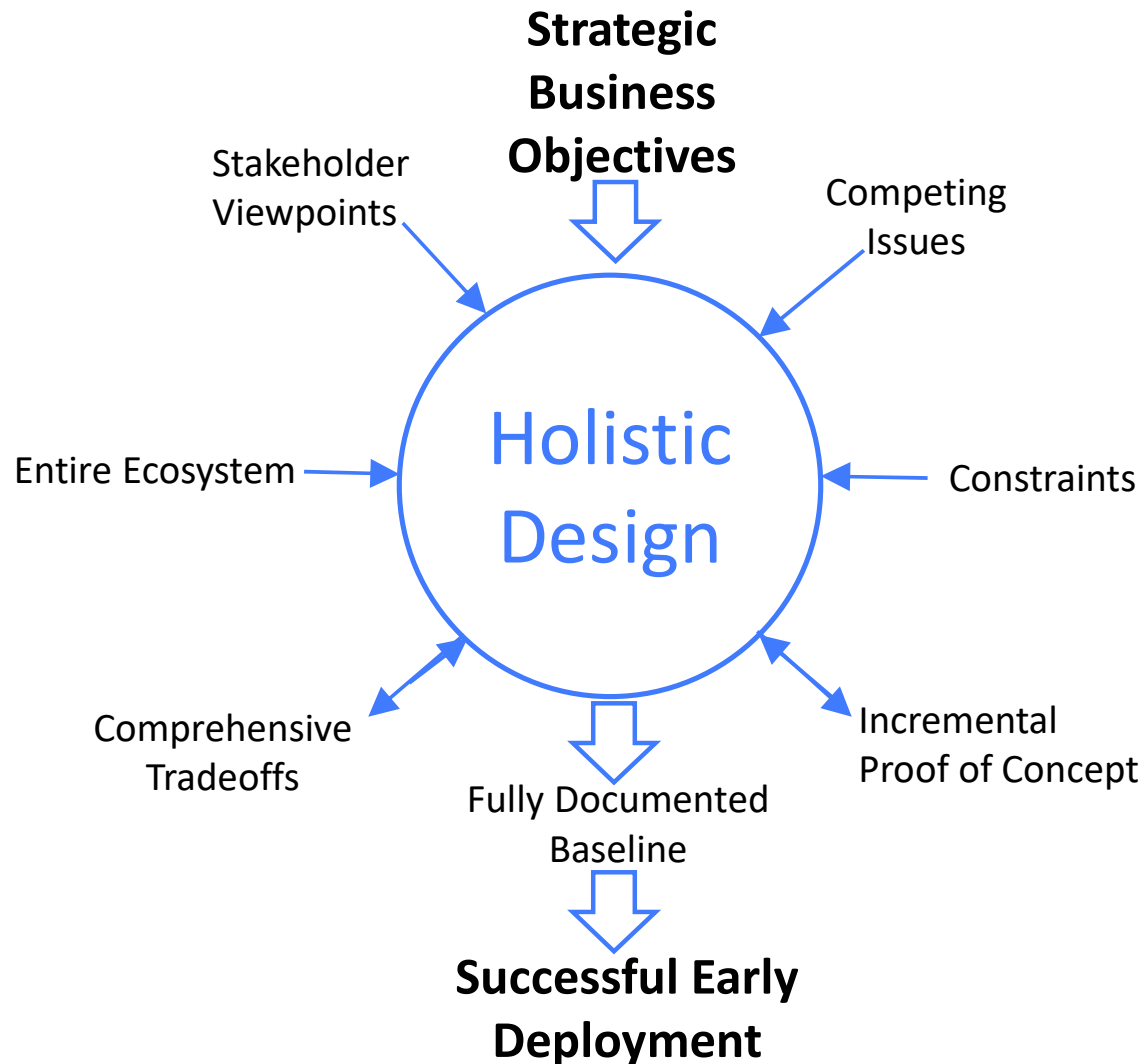 Strategic
Business
Objectives
Stakeholder
Viewpoints
Competing
Issues
Holistic
Design
Entire Ecosystem
Constraints
Comprehensive
Tradeoffs
Incremental
Proof of Concept
Fully Documented
Baseline
Successful Early
Deployment